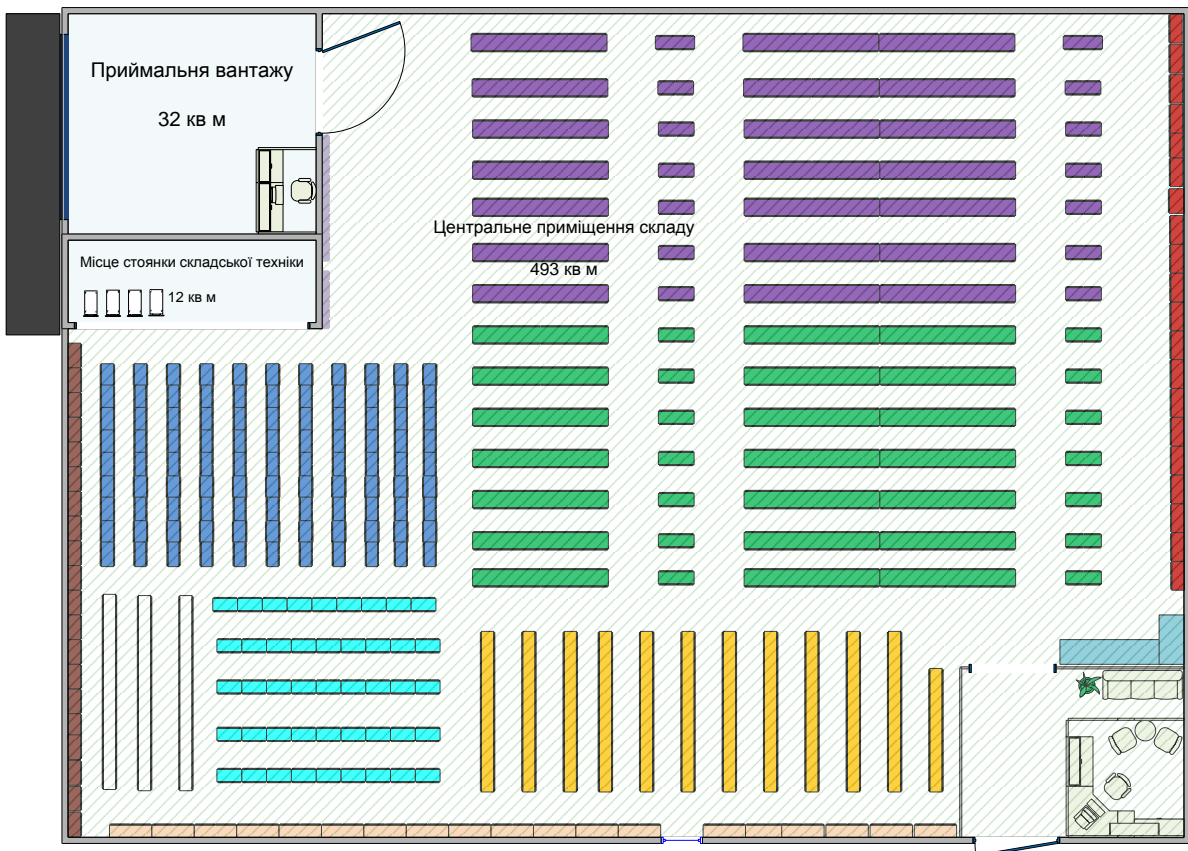 Приймальня вантажу
32 кв м
Центральне приміщення складу
493 кв м
Місце стоянки складської техніки
12 кв м